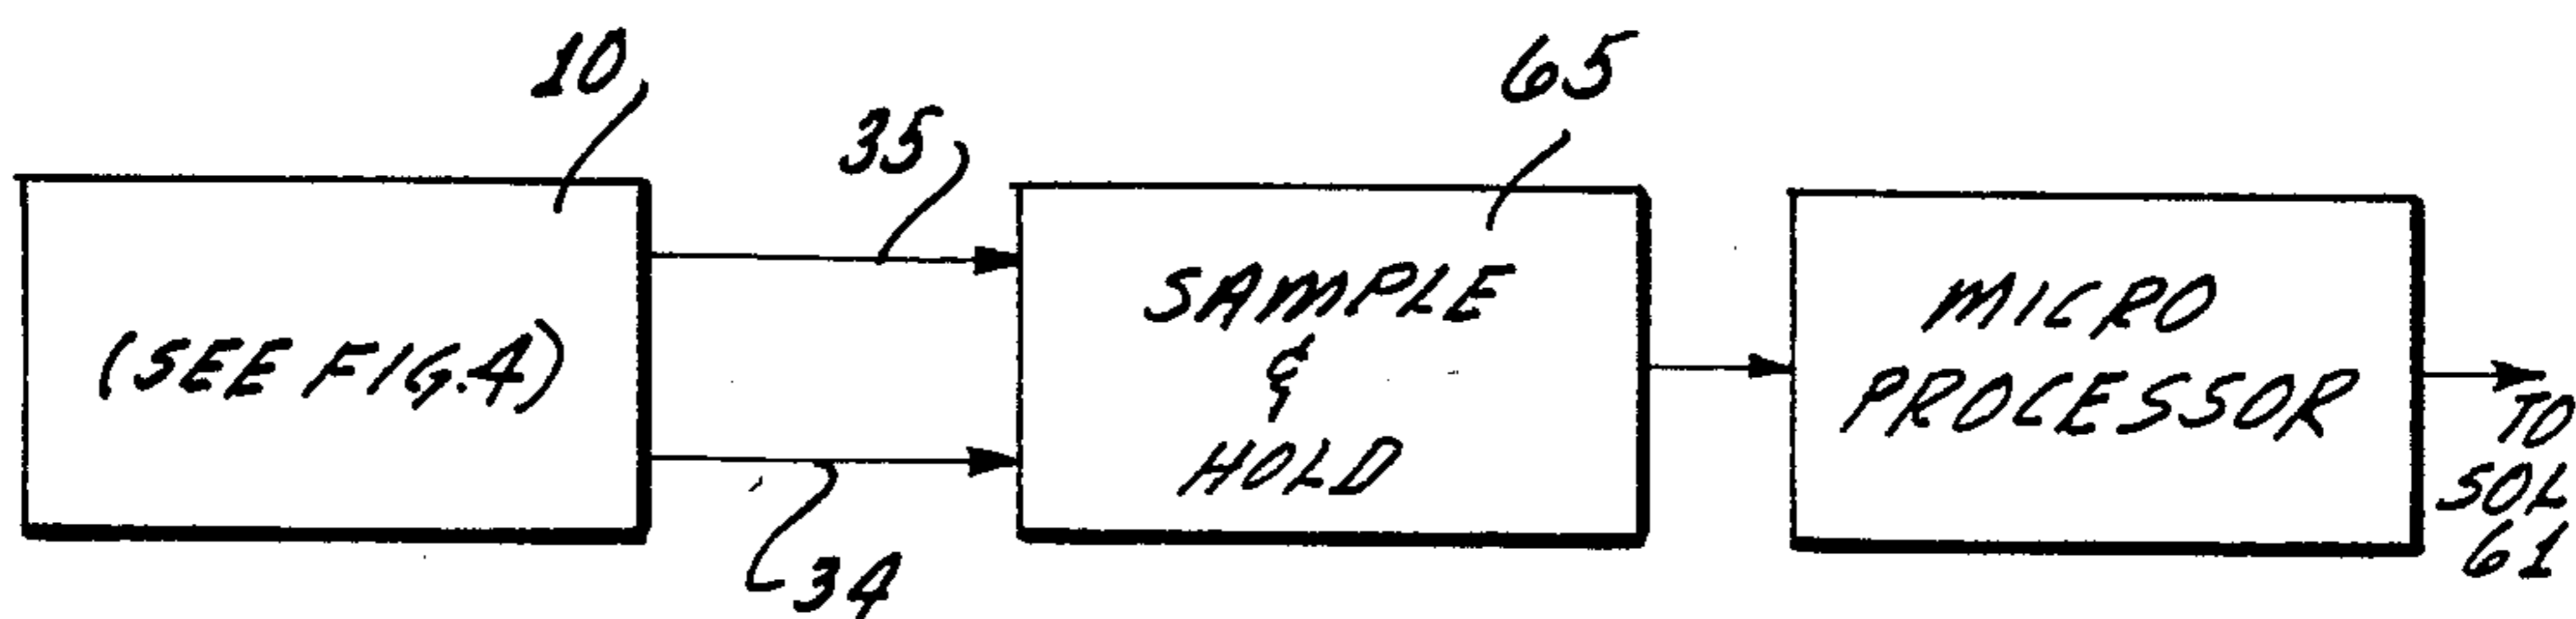 10
35
65
(SEE FIG.4)
SAMPLE
&
HOLD
MICRO
PROCESSOR
TO
SOL
61
34